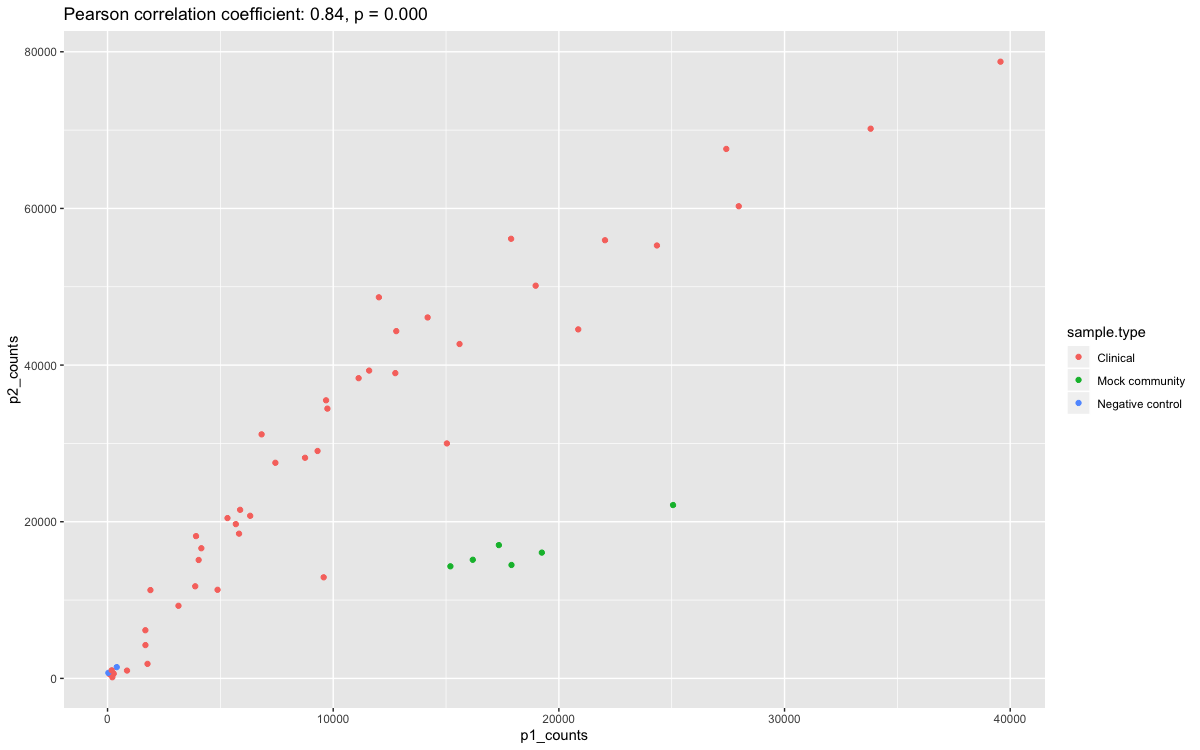 Pearson correlation coefficient: 0.84, p = 0.000
80000
60000
40000
20000
0
p2_counts
0
10000
20000
30000
40000
p1_counts
sample.type
Clinical
Mock community
Negative control